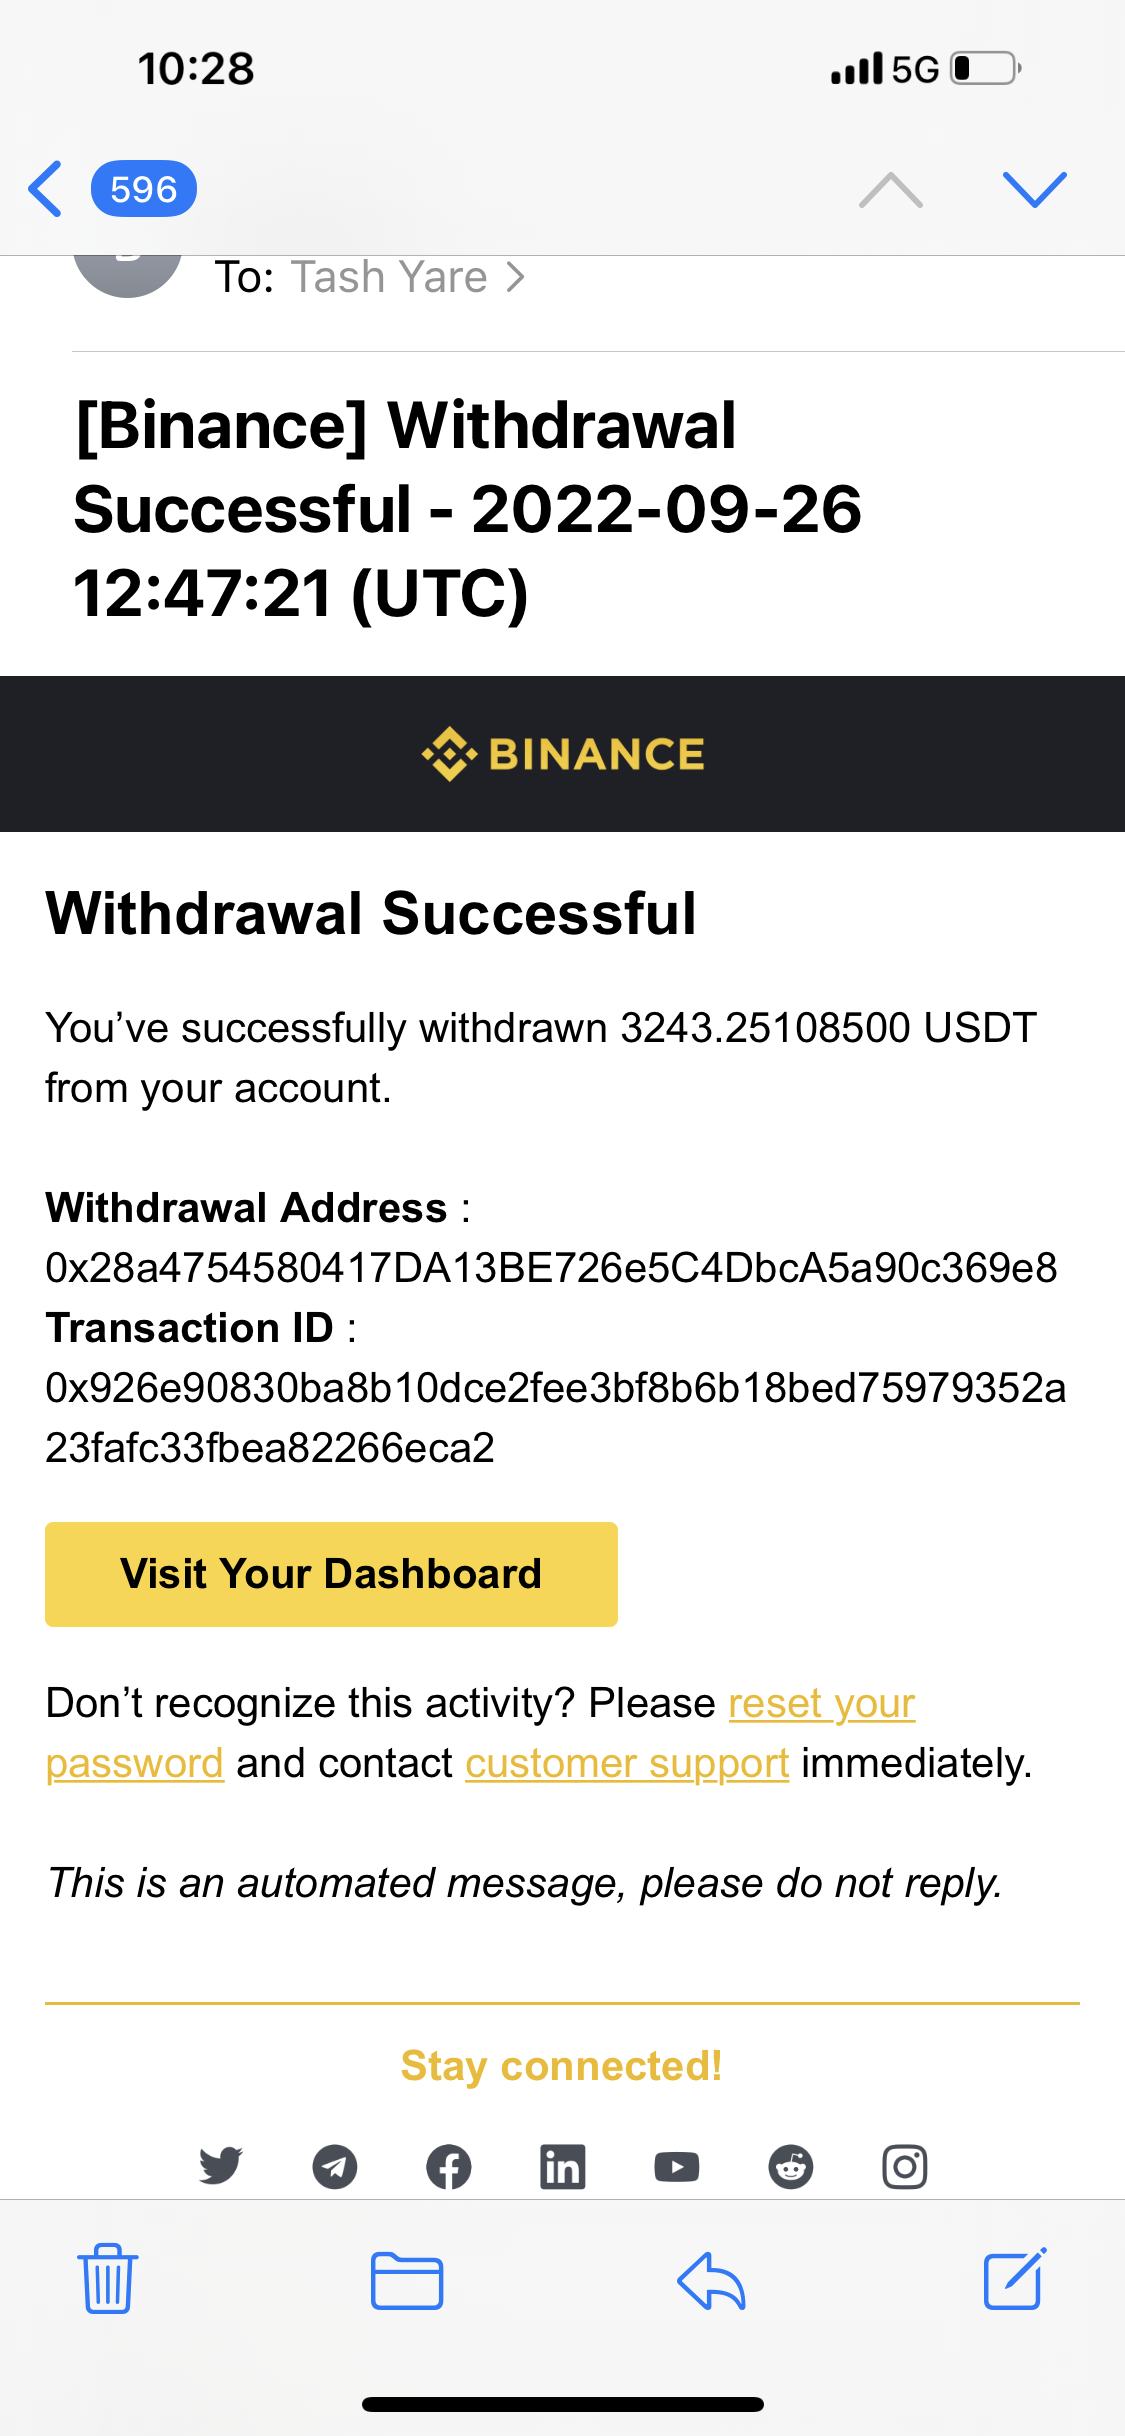 10:28
5G
596
To: Tash Yare
[Binance] Withdrawal
Successful - 2022-09-26
12:47:21 (UTC)
BINANCE
Withdrawal Successful
You’ve successfully withdrawn 3243.25108500 USDT
from your account.
Withdrawal Address :
0x28a4754580417DA13BE726e5C4DbcA5a90c369e8
Transaction ID :
0x926e90830ba8b10dce2fee3bf8b6b18bed75979352a
23fafc33fbea82266eca2
Visit Your Dashboard
Don’t recognize this activity? Please reset your
password and contact customer support immediately.
This is an automated message, please do not reply.
Stay connected!
in